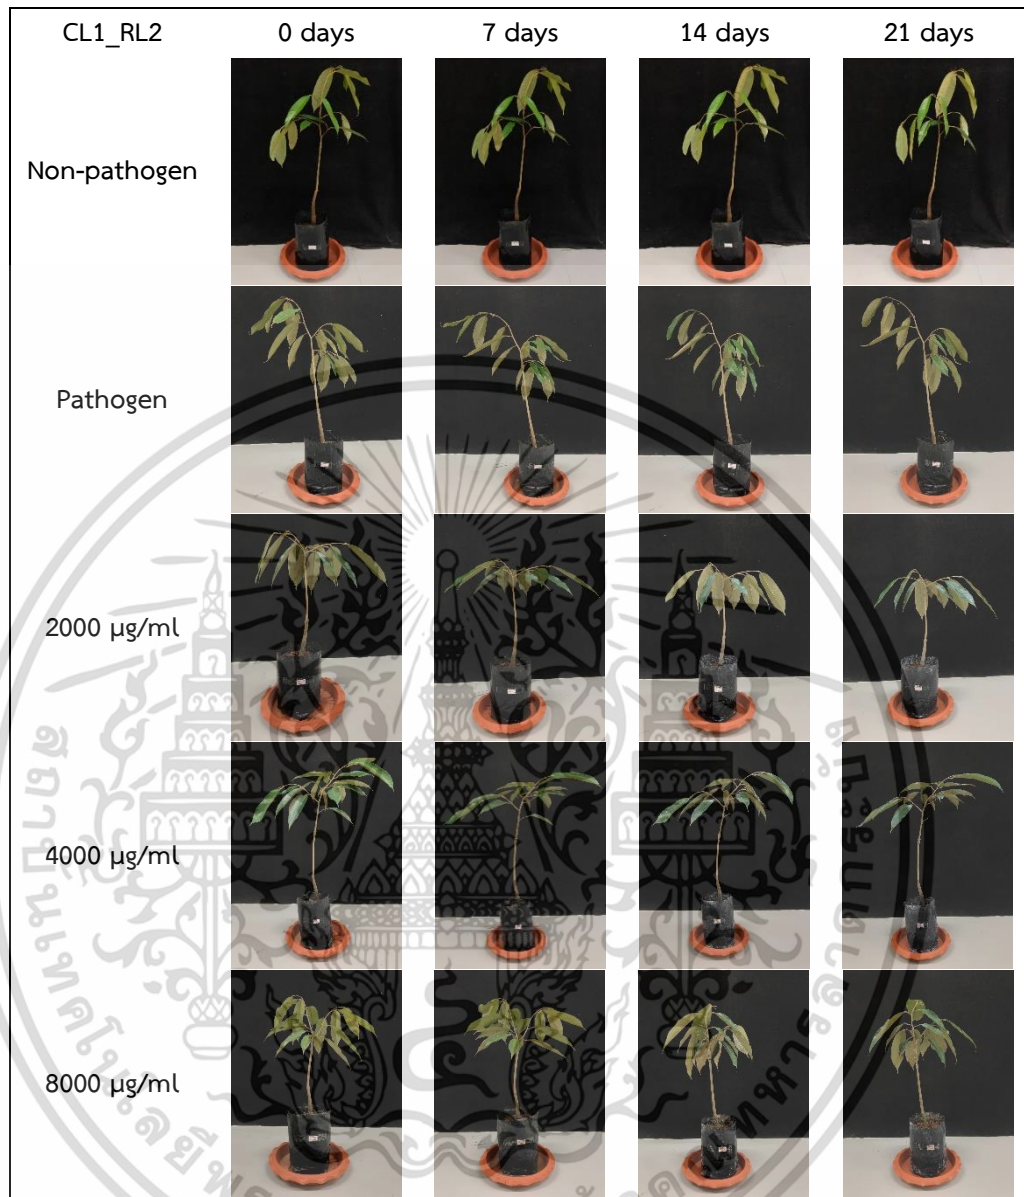 CL1_RL2 0 days 7 days 14 days 21 days
Non-pathogen
Pathogen
2000 µg/ml
4000 µg/ml
8000 µg/ml